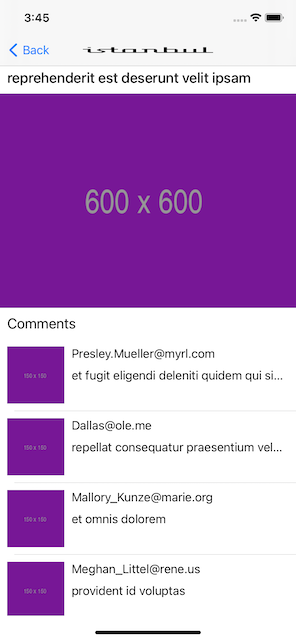 3:45
Back
istanbul
reprehenderit est deserunt velit ipsam
600 x 600
Comments
Presley.Mueller@myrl.com
et fugit eligendi deleniti quidem qui si...
150 x 150
Dallas@ole.me
repellat consequatur praesentium vel...
150 x 150
Mallory_Kunze@marie.org
et omnis dolorem
150 x 150
Meghan_Littel@rene.us
provident id voluptas
150 x 150